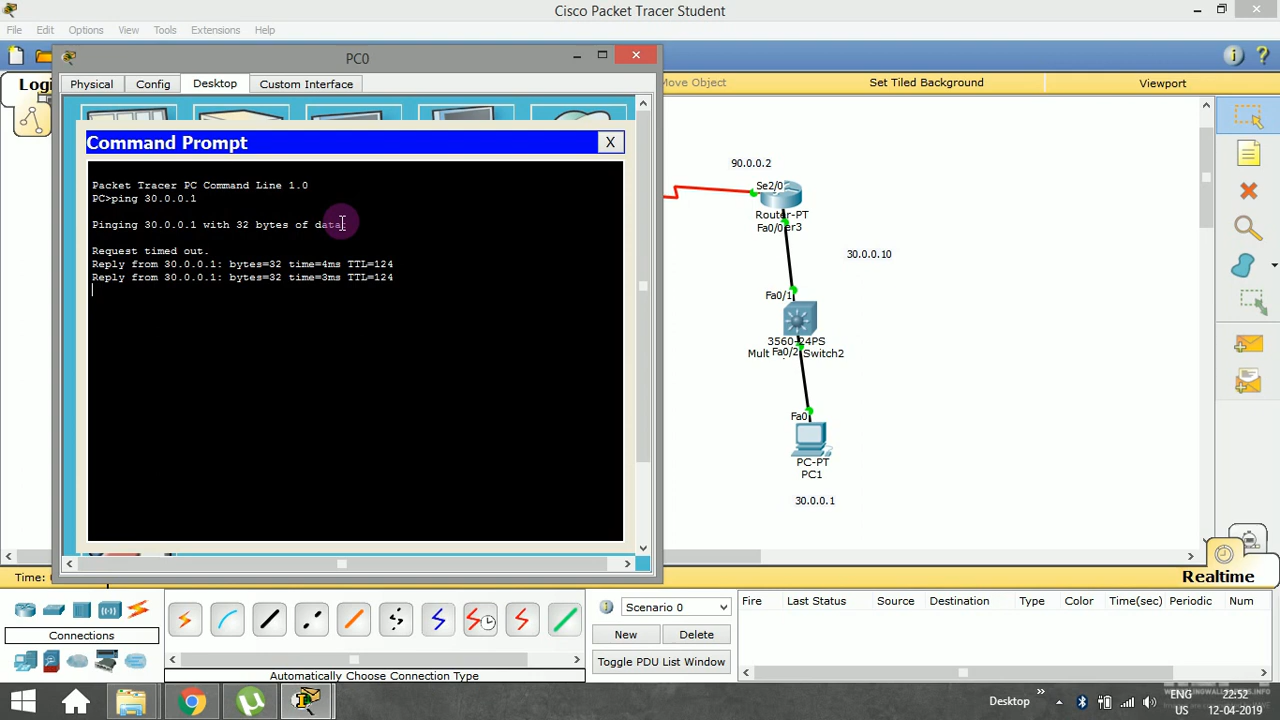 Cisco Packet Tracer Student
File Edit Options View Tools Extensions Help
PC0
Physical Config Desktop Custom Interface
Move Object Set Tiled Background Viewport
Command Prompt X
Packet Tracer PC Command Line 1.0
PC>ping 30.0.0.1
Pinging 30.0.0.1 with 32 bytes of data
Request timed out.
Reply from 30.0.0.1: bytes=32 time=4ms TTL=124
Reply from 30.0.0.1: bytes=32 time=3ms TTL=124
90.0.0.2
Se2/0
Router-PT
Fa0/0
30.0.0.10
Fa0/1
3560-24PS
Fa0/2 Switch2
Fa0
PC-PT
PC1
30.0.0.1
Time:
Realtime
Connections
Automatically Choose Connection Type
Scenario 0
New Delete
Toggle PDU List Window
Fire Last Status Source Destination Type Color Time(sec) Periodic Num
Desktop
ENG
US
22:52
12-04-2019